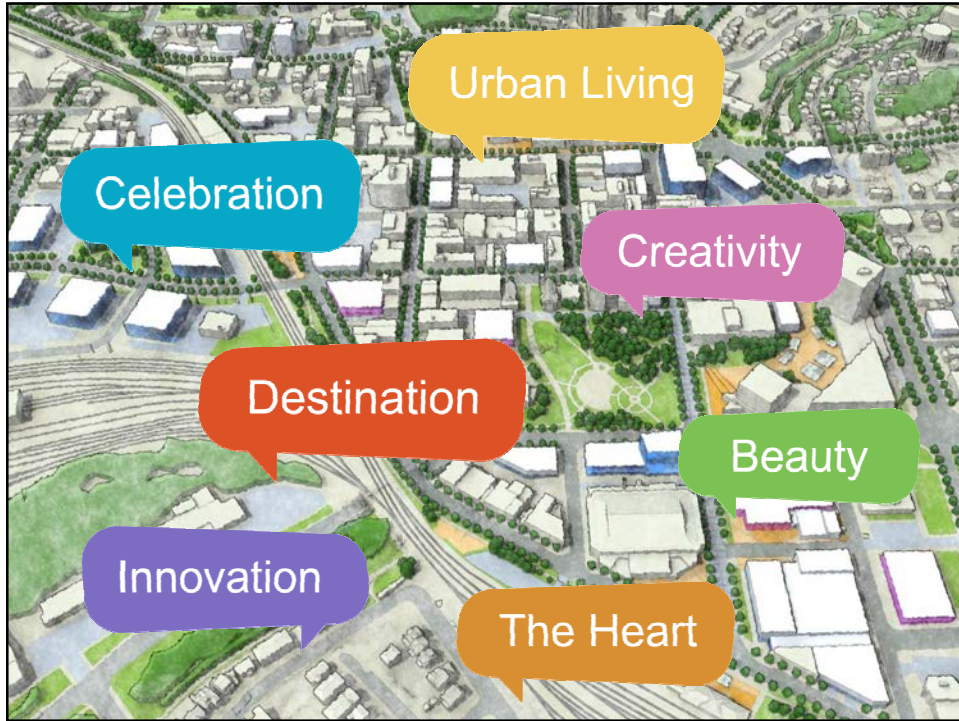 Urban Living
Celebration
Creativity
Destination
Beauty
Innovation
The Heart